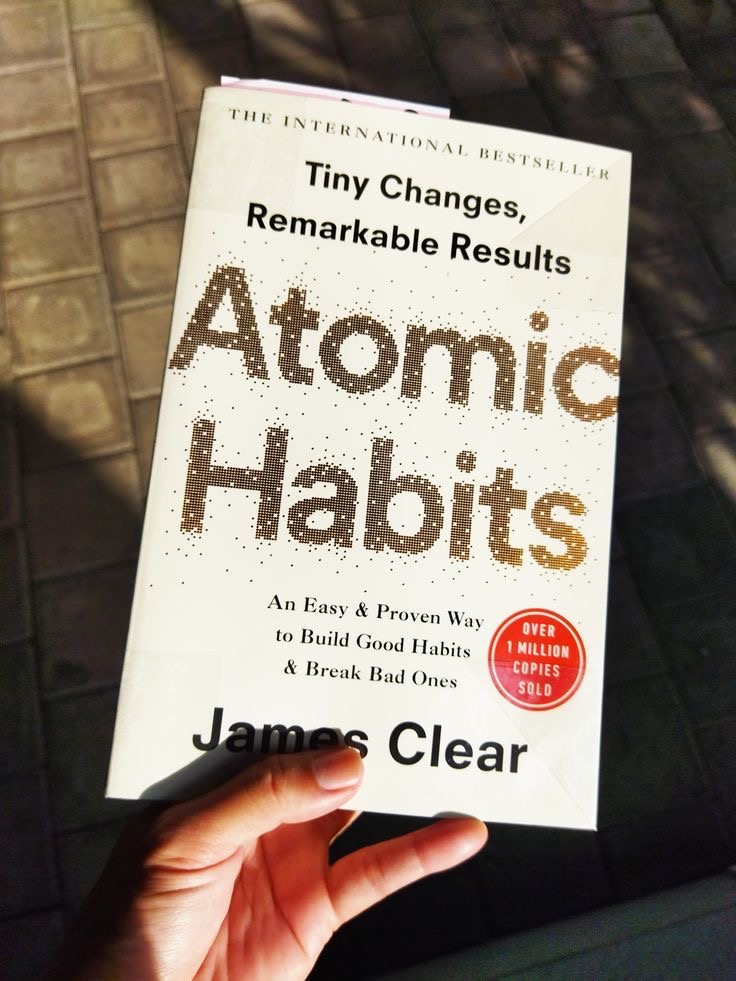 THE INTERNATIONAL BESTSELLER
Tiny Changes,
Remarkable Results
Atomic
Habits
An Easy & Proven Way
to Build Good Habits
& Break Bad Ones
OVER
1 MILLION
COPIES
SOLD
James Clear